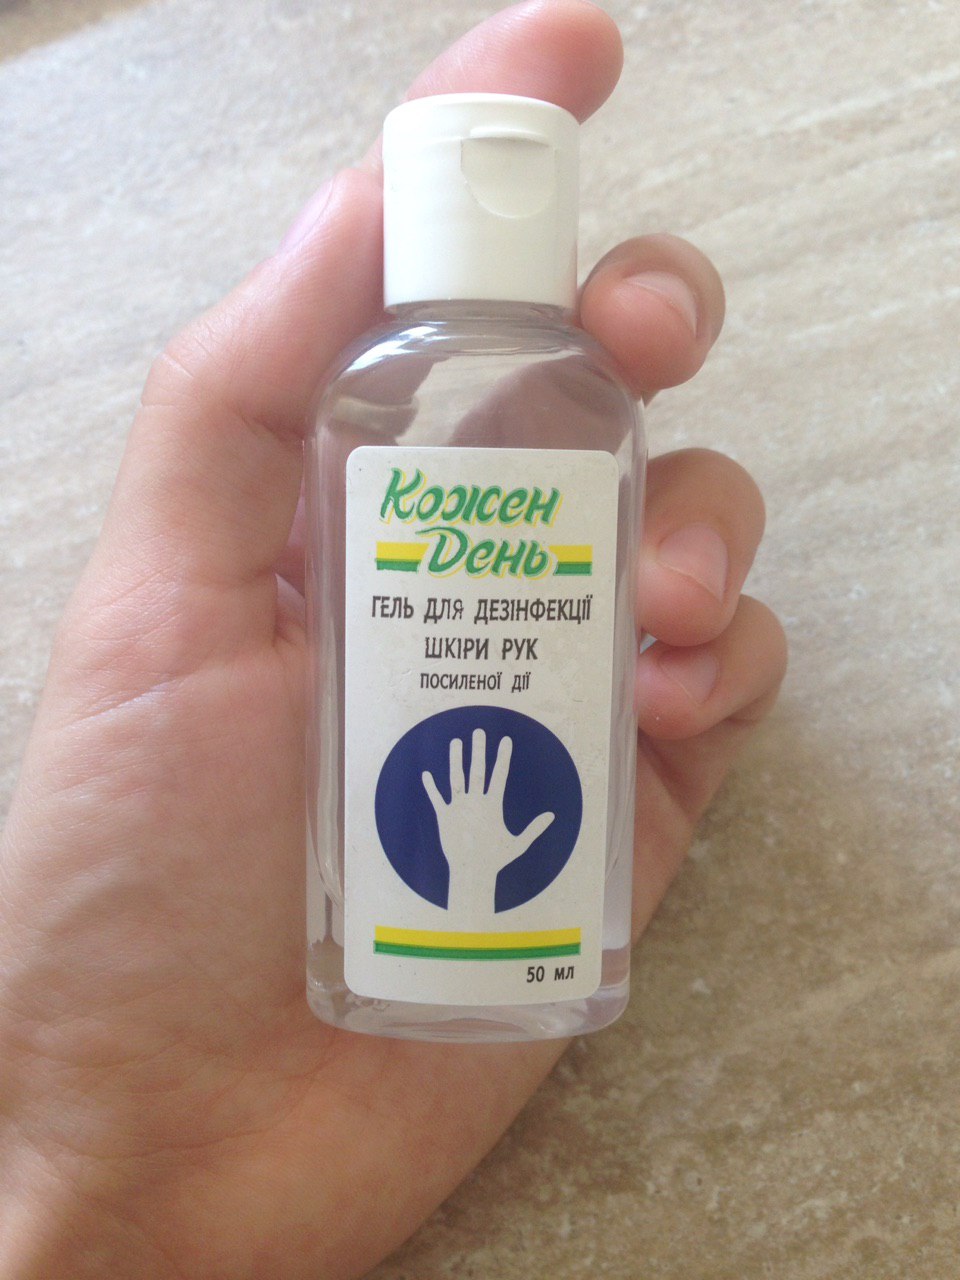 Кожен
День
ГЕЛЬ ДЛЯ ДЕЗІНФЕКЦІЇ
ШКІРИ РУК
ПОСИЛЕНОЇ ДІЇ
50 мл